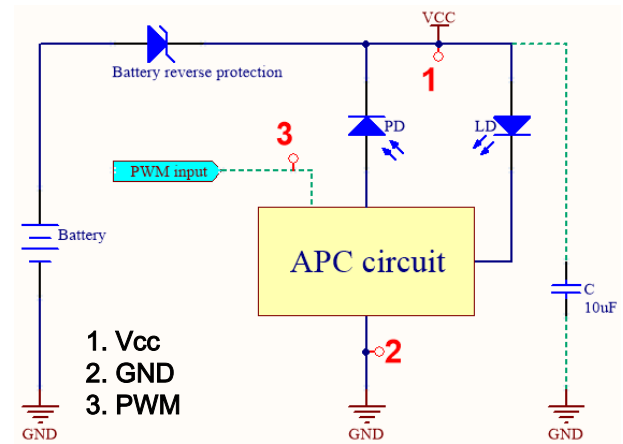 VCC
Battery reverse protection
1
3
PD
LD
PWM input
Battery
APC circuit
C
10uF
1. Vcc
2. GND
3. PWM
2
GND
GND
GND